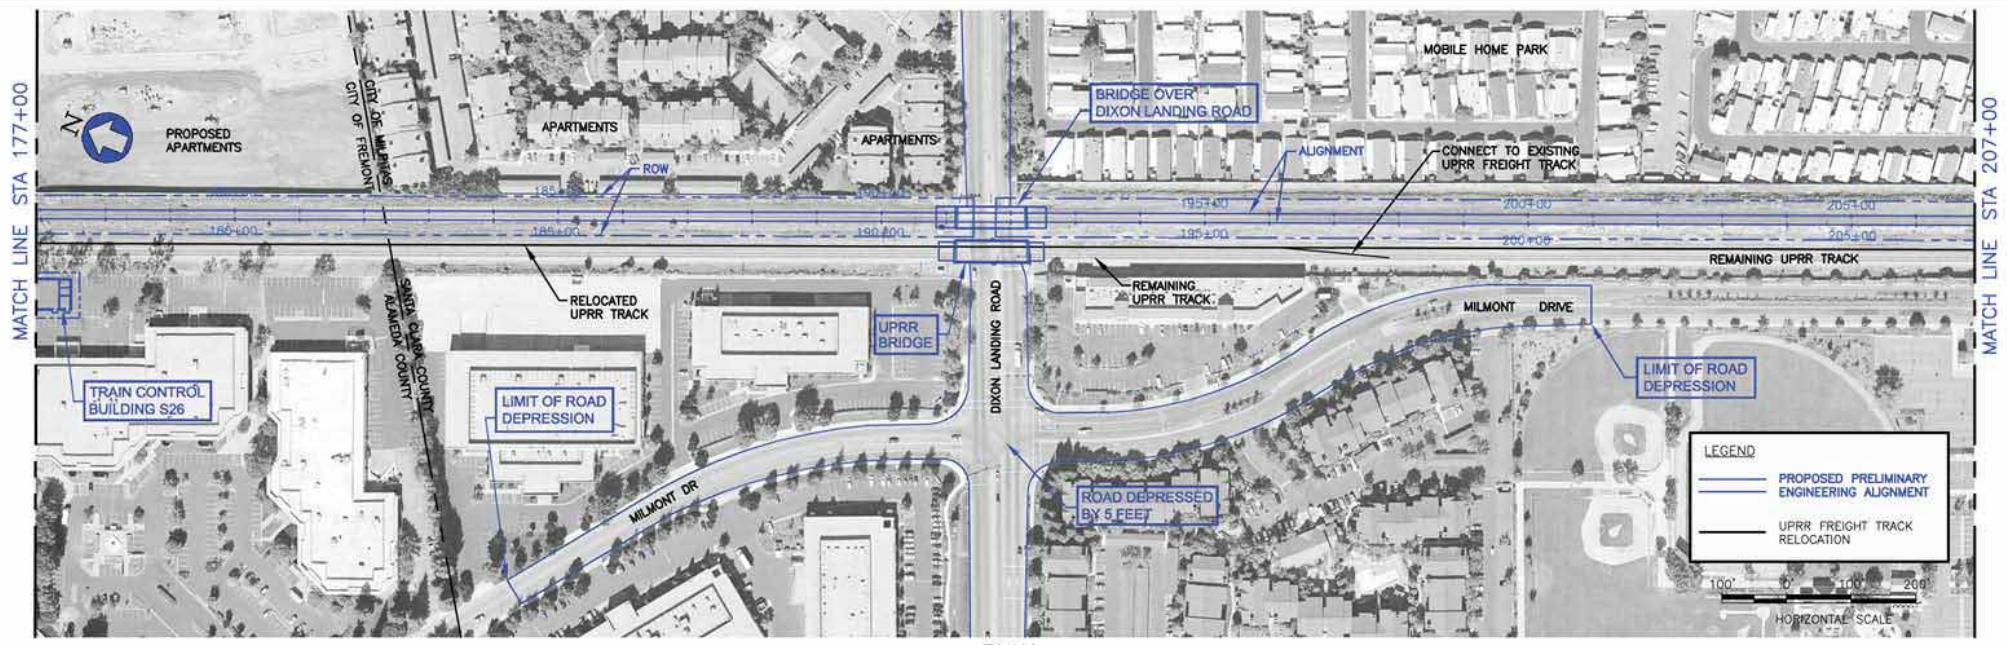 MATCH LINE STA 177+00
N
PROPOSED
APARTMENTS
CITY OF MILPITAS
CITY OF FREMONT
APARTMENTS
APARTMENTS
ROW
BRIDGE OVER
DIXON LANDING ROAD
MOBILE HOME PARK
ALIGNMENT
CONNECT TO EXISTING
UPRR FREIGHT TRACK
185+00
190+00
195+00
200+00
205+00
180+00
185+00
190+00
195+00
200+00
205+00
REMAINING UPRR TRACK
RELOCATED
UPRR TRACK
REMAINING
UPRR TRACK
SANTA CLARA COUNTY
ALAMEDA COUNTY
UPRR
BRIDGE
DIXON LANDING ROAD
MILMONT DRIVE
TRAIN CONTROL
BUILDING S26
LIMIT OF ROAD
DEPRESSION
LIMIT OF ROAD
DEPRESSION
MILMONT DR
ROAD DEPRESSED
BY 5 FEET
LEGEND
PROPOSED PRELIMINARY
ENGINEERING ALIGNMENT
UPRR FREIGHT TRACK
RELOCATION
100' 0' 100' 200'
HORIZONTAL SCALE
MATCH LINE STA 207+00